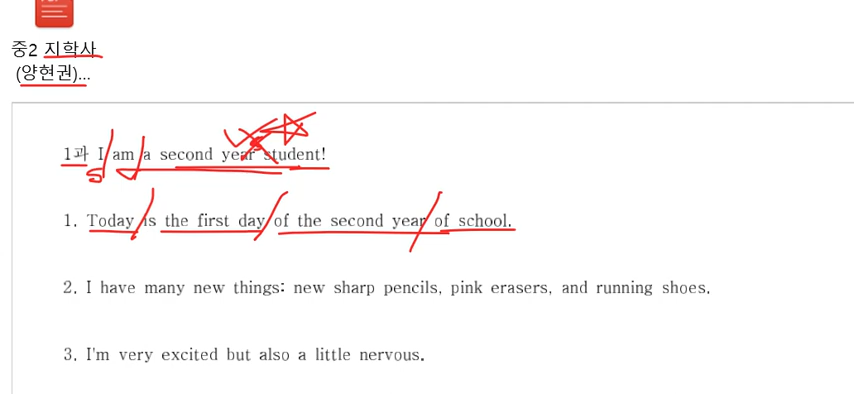 중2 지학사
(양현권)...
1과 I am a second year student!
1. Today is the first day of the second year of school.
2. I have many new things: new sharp pencils, pink erasers, and running shoes.
3. I'm very excited but also a little nervous.